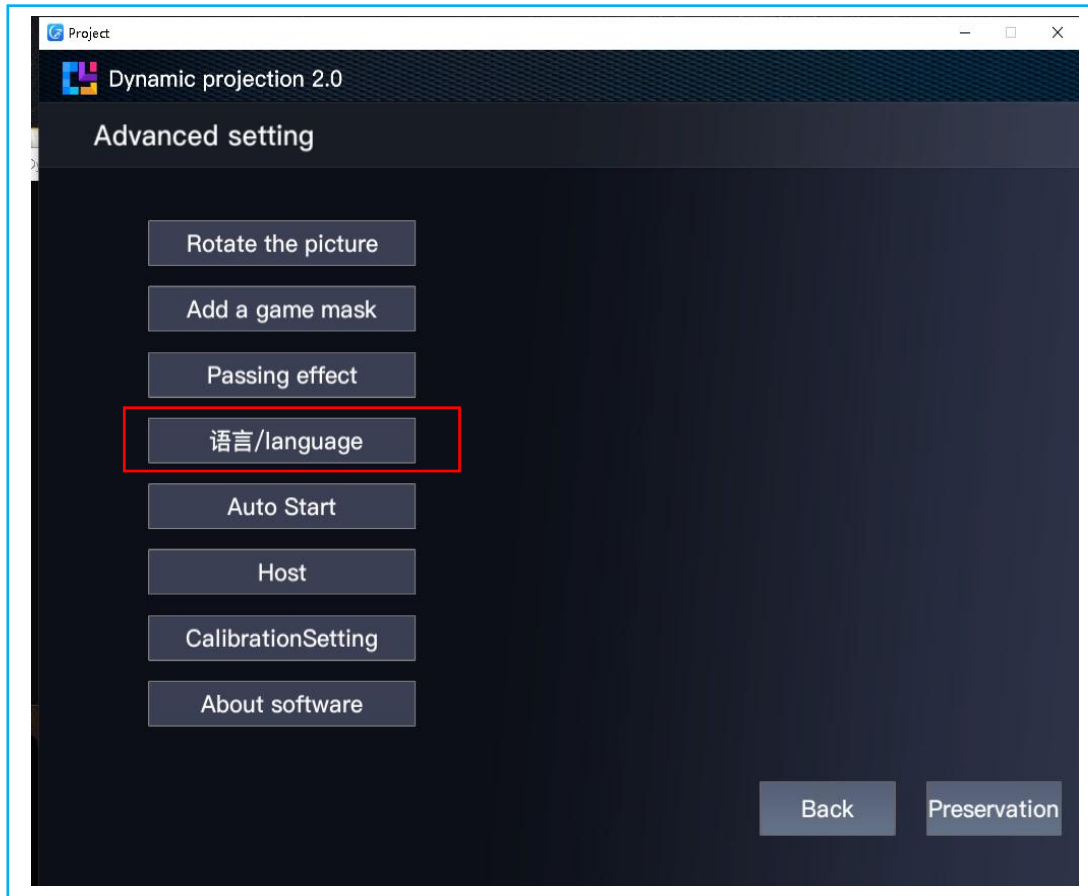 Project
Dynamic projection 2.0
Advanced setting
Rotate the picture
Add a game mask
Passing effect
语言/language
Auto Start
Host
CalibrationSetting
About software
Back
Preservation